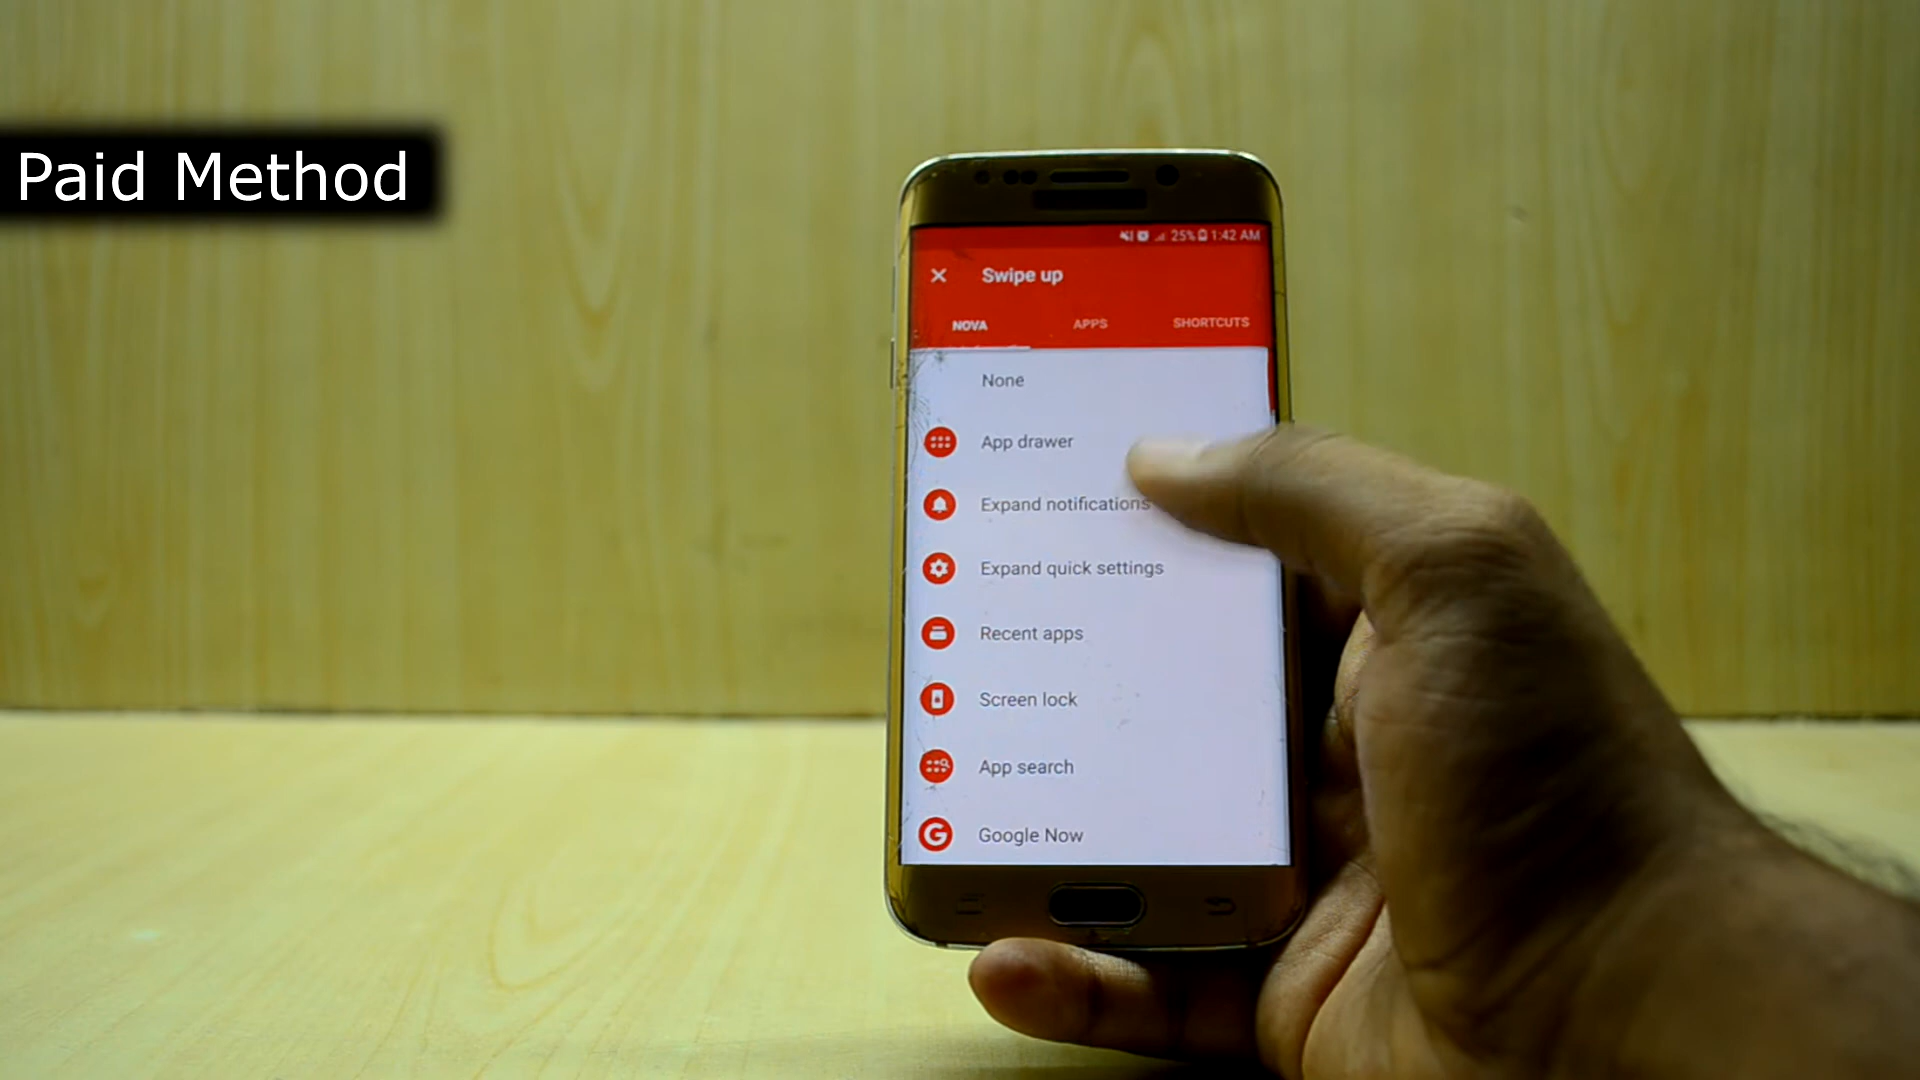 Paid Method
25% 1:42 AM
Swipe up
NOVA APPS SHORTCUTS
None
App drawer
Expand notifications
Expand quick settings
Recent apps
Screen lock
App search
Google Now